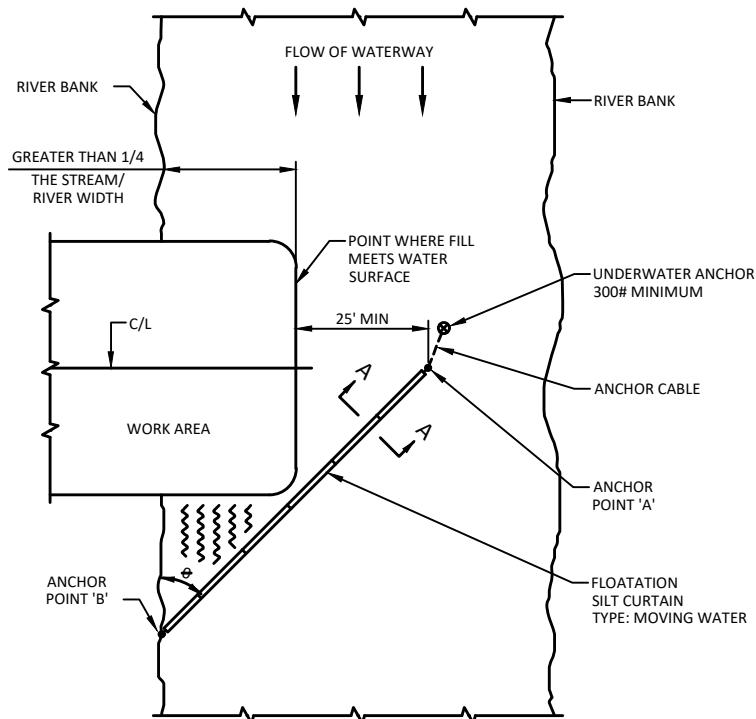 FLOW OF WATERWAY
RIVER BANK
RIVER BANK
GREATER THAN 1/4
THE STREAM/
RIVER WIDTH
POINT WHERE FILL
MEETS WATER
SURFACE
UNDERWATER ANCHOR
300# MINIMUM
25' MIN
C/L
A
ANCHOR CABLE
WORK AREA
A
ANCHOR
POINT 'A'
θ
ANCHOR
POINT 'B'
FLOATATION
SILT CURTAIN
TYPE: MOVING WATER